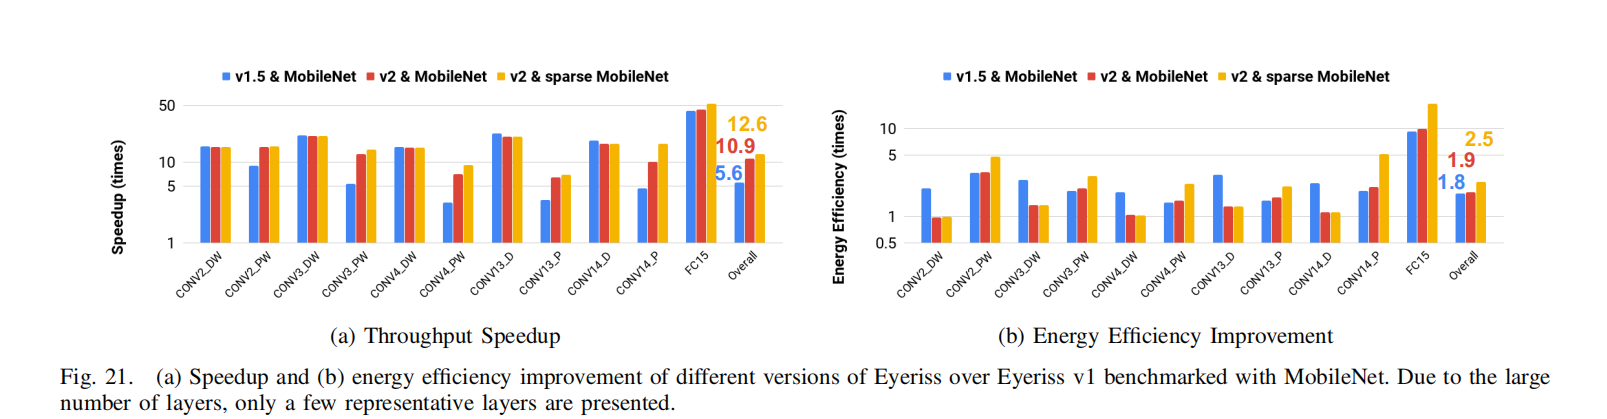 v1.5 & MobileNet v2 & MobileNet v2 & sparse MobileNet
Speedup (times)
50
10
5
1
12.6
10.9
5.6
CONV2_DW
CONV2_PW
CONV3_DW
CONV3_PW
CONV4_DW
CONV4_PW
CONV13_D
CONV13_P
CONV14_D
CONV14_P
FC15
Overall
(a) Throughput Speedup
v1.5 & MobileNet v2 & MobileNet v2 & sparse MobileNet
Energy Efficiency (times)
10
5
1
0.5
2.5
1.9
1.8
CONV2_DW
CONV2_PW
CONV3_DW
CONV3_PW
CONV4_DW
CONV4_PW
CONV13_D
CONV13_P
CONV14_D
CONV14_P
FC15
Overall
(b) Energy Efficiency Improvement
Fig. 21. (a) Speedup and (b) energy efficiency improvement of different versions of Eyeriss over Eyeriss v1 benchmarked with MobileNet. Due to the large
number of layers, only a few representative layers are presented.